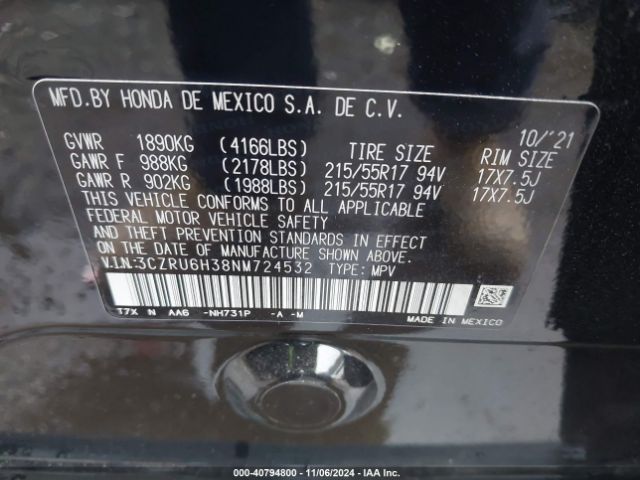 MFD.BY HONDA DE MEXICO S.A. DE C.V.
10/'21
GVWR 1890KG (4166LBS) TIRE SIZE RIM SIZE
GAWR F 988KG (2178LBS) 215/55R17 94V 17X7.5J
GAWR R 902KG (1988LBS) 215/55R17 94V 17X7.5J
THIS VEHICLE CONFORMS TO ALL APPLICABLE
FEDERAL MOTOR VEHICLE SAFETY
AND THEFT PREVENTION STANDARDS IN EFFECT
ON THE DATE OF MANUFACTURE SHOWN ABOVE.
V.I.N.:3CZRU6H38NM724532 TYPE: MPV
T7X N AA6 -NH731P -A -M MADE IN MEXICO
000-40794800 - 11/06/2024 - IAA Inc.